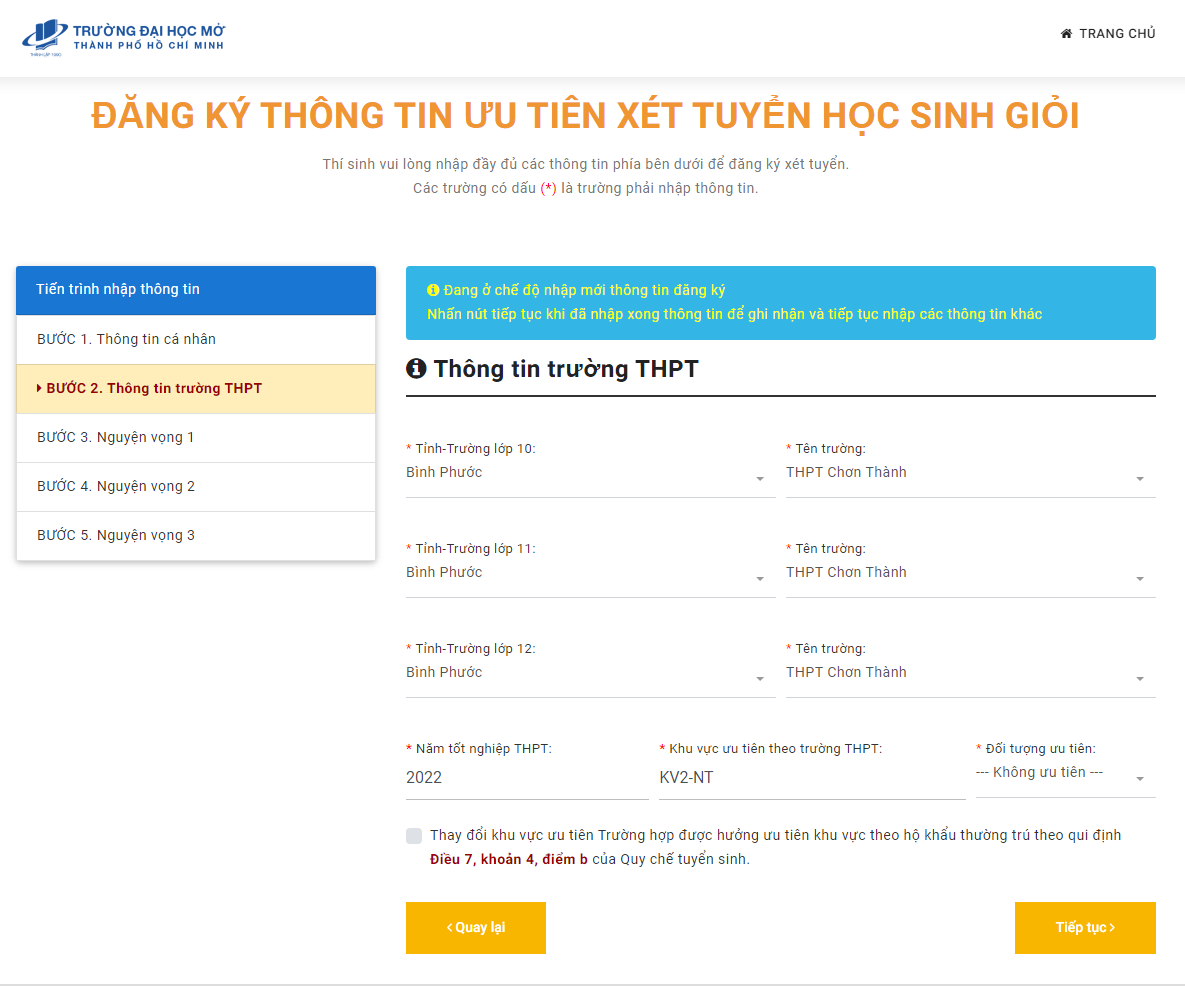 TRƯỜNG ĐẠI HỌC MỞ
THÀNH PHỐ HỒ CHÍ MINH
TRANG CHỦ
ĐĂNG KÝ THÔNG TIN ƯU TIÊN XÉT TUYỂN HỌC SINH GIỎI
Thí sinh vui lòng nhập đầy đủ các thông tin phía bên dưới để đăng ký xét tuyển.
Các trường có dấu (*) là trường phải nhập thông tin.
Tiến trình nhập thông tin
BƯỚC 1. Thông tin cá nhân
BƯỚC 2. Thông tin trường THPT
BƯỚC 3. Nguyện vọng 1
BƯỚC 4. Nguyện vọng 2
BƯỚC 5. Nguyện vọng 3
Đang ở chế độ nhập mới thông tin đăng ký
Nhấn nút tiếp tục khi đã nhập xong thông tin để ghi nhận và tiếp tục nhập các thông tin khác
Thông tin trường THPT
* Tỉnh-Trường lớp 10: * Tên trường:
Bình Phước THPT Chơn Thành
* Tỉnh-Trường lớp 11: * Tên trường:
Bình Phước THPT Chơn Thành
* Tỉnh-Trường lớp 12: * Tên trường:
Bình Phước THPT Chơn Thành
* Năm tốt nghiệp THPT: * Khu vực ưu tiên theo trường THPT: * Đối tượng ưu tiên:
2022 KV2-NT --- Không ưu tiên ---
Thay đổi khu vực ưu tiên Trường hợp được hưởng ưu tiên khu vực theo hộ khẩu thường trú theo qui định
Điều 7, khoản 4, điểm b của Quy chế tuyển sinh.
‹ Quay lại Tiếp tục ›